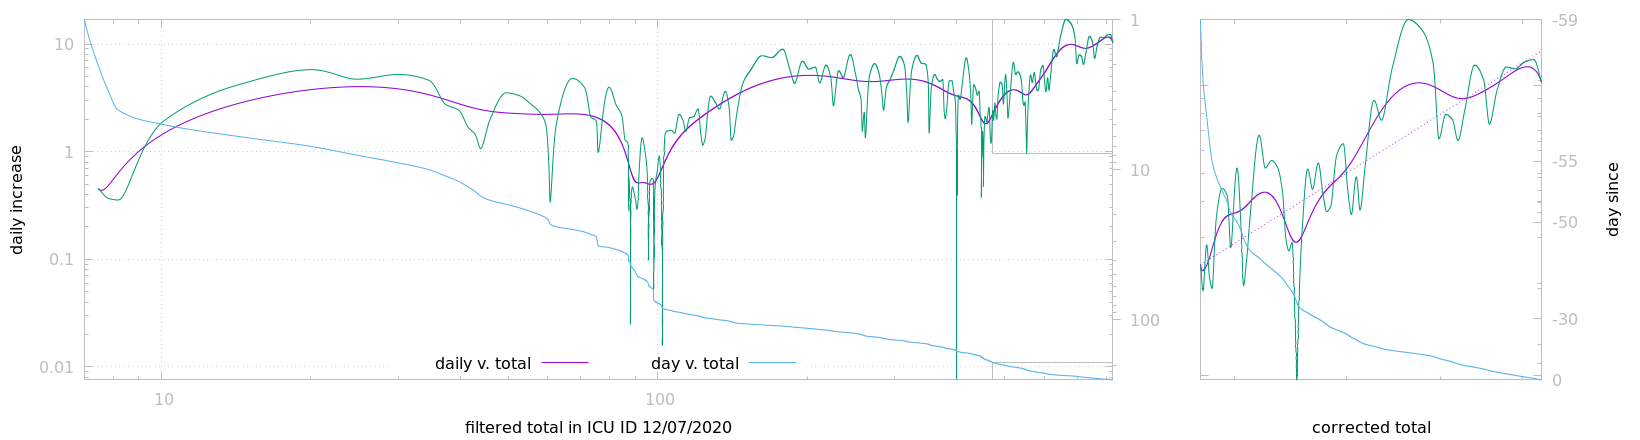 10
1
0.1
0.01
daily increase
daily v. total
day v. total
10
100
filtered total in ICU ID 12/07/2020
1
10
100
-59
-55
-50
-30
0
day since
corrected total